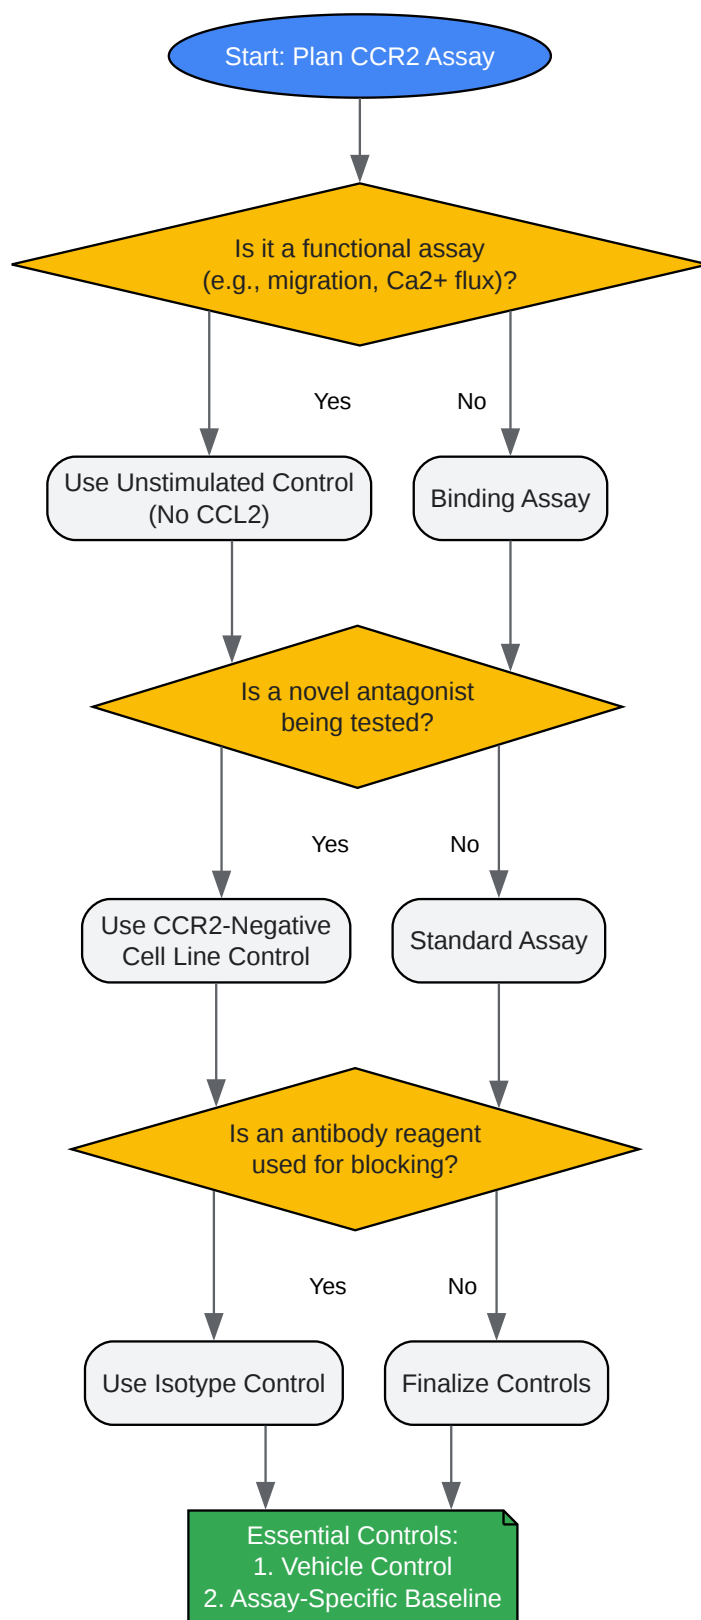 Start: Plan CCR2 Assay
Is it a functional assay
(e.g., migration, Ca2+ flux)?
Yes
No
Use Unstimulated Control
(No CCL2)
Binding Assay
Is a novel antagonist
being tested?
Yes
No
Use CCR2-Negative
Cell Line Control
Standard Assay
Is an antibody reagent
used for blocking?
Yes
No
Use Isotype Control
Finalize Controls
Essential Controls:
1. Vehicle Control
2. Assay-Specific Baseline